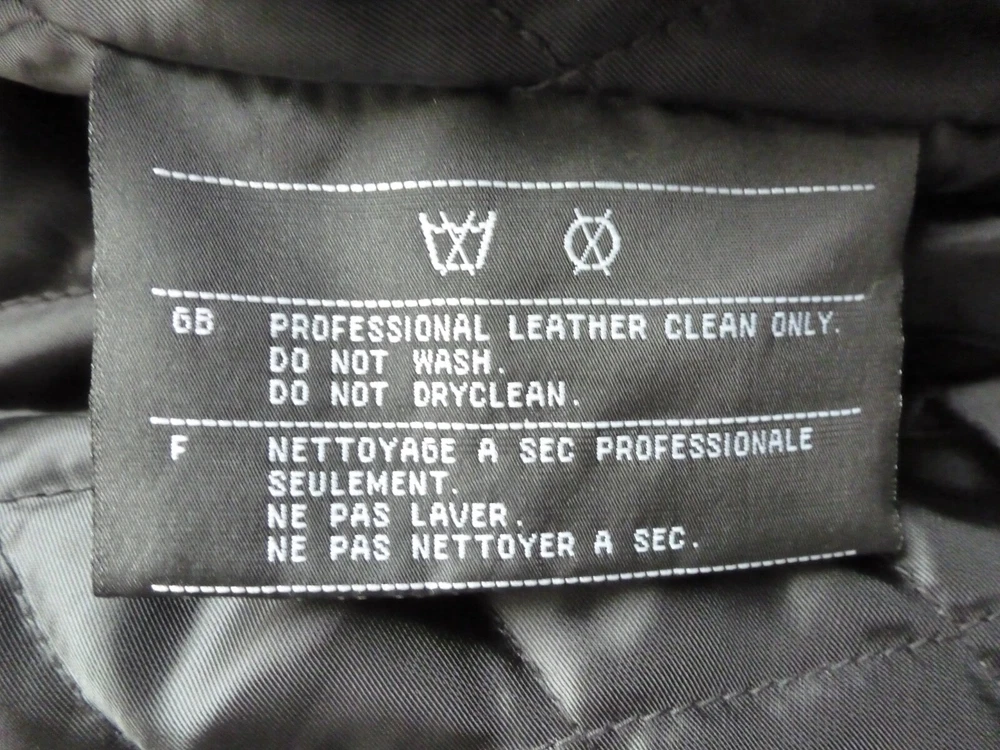 GB PROFESSIONAL LEATHER CLEAN ONLY.
DO NOT WASH.
DO NOT DRYCLEAN.
F NETTOYAGE A SEC PROFESSIONALE
SEULEMENT.
NE PAS LAVER.
NE PAS NETTOYER A SEC.